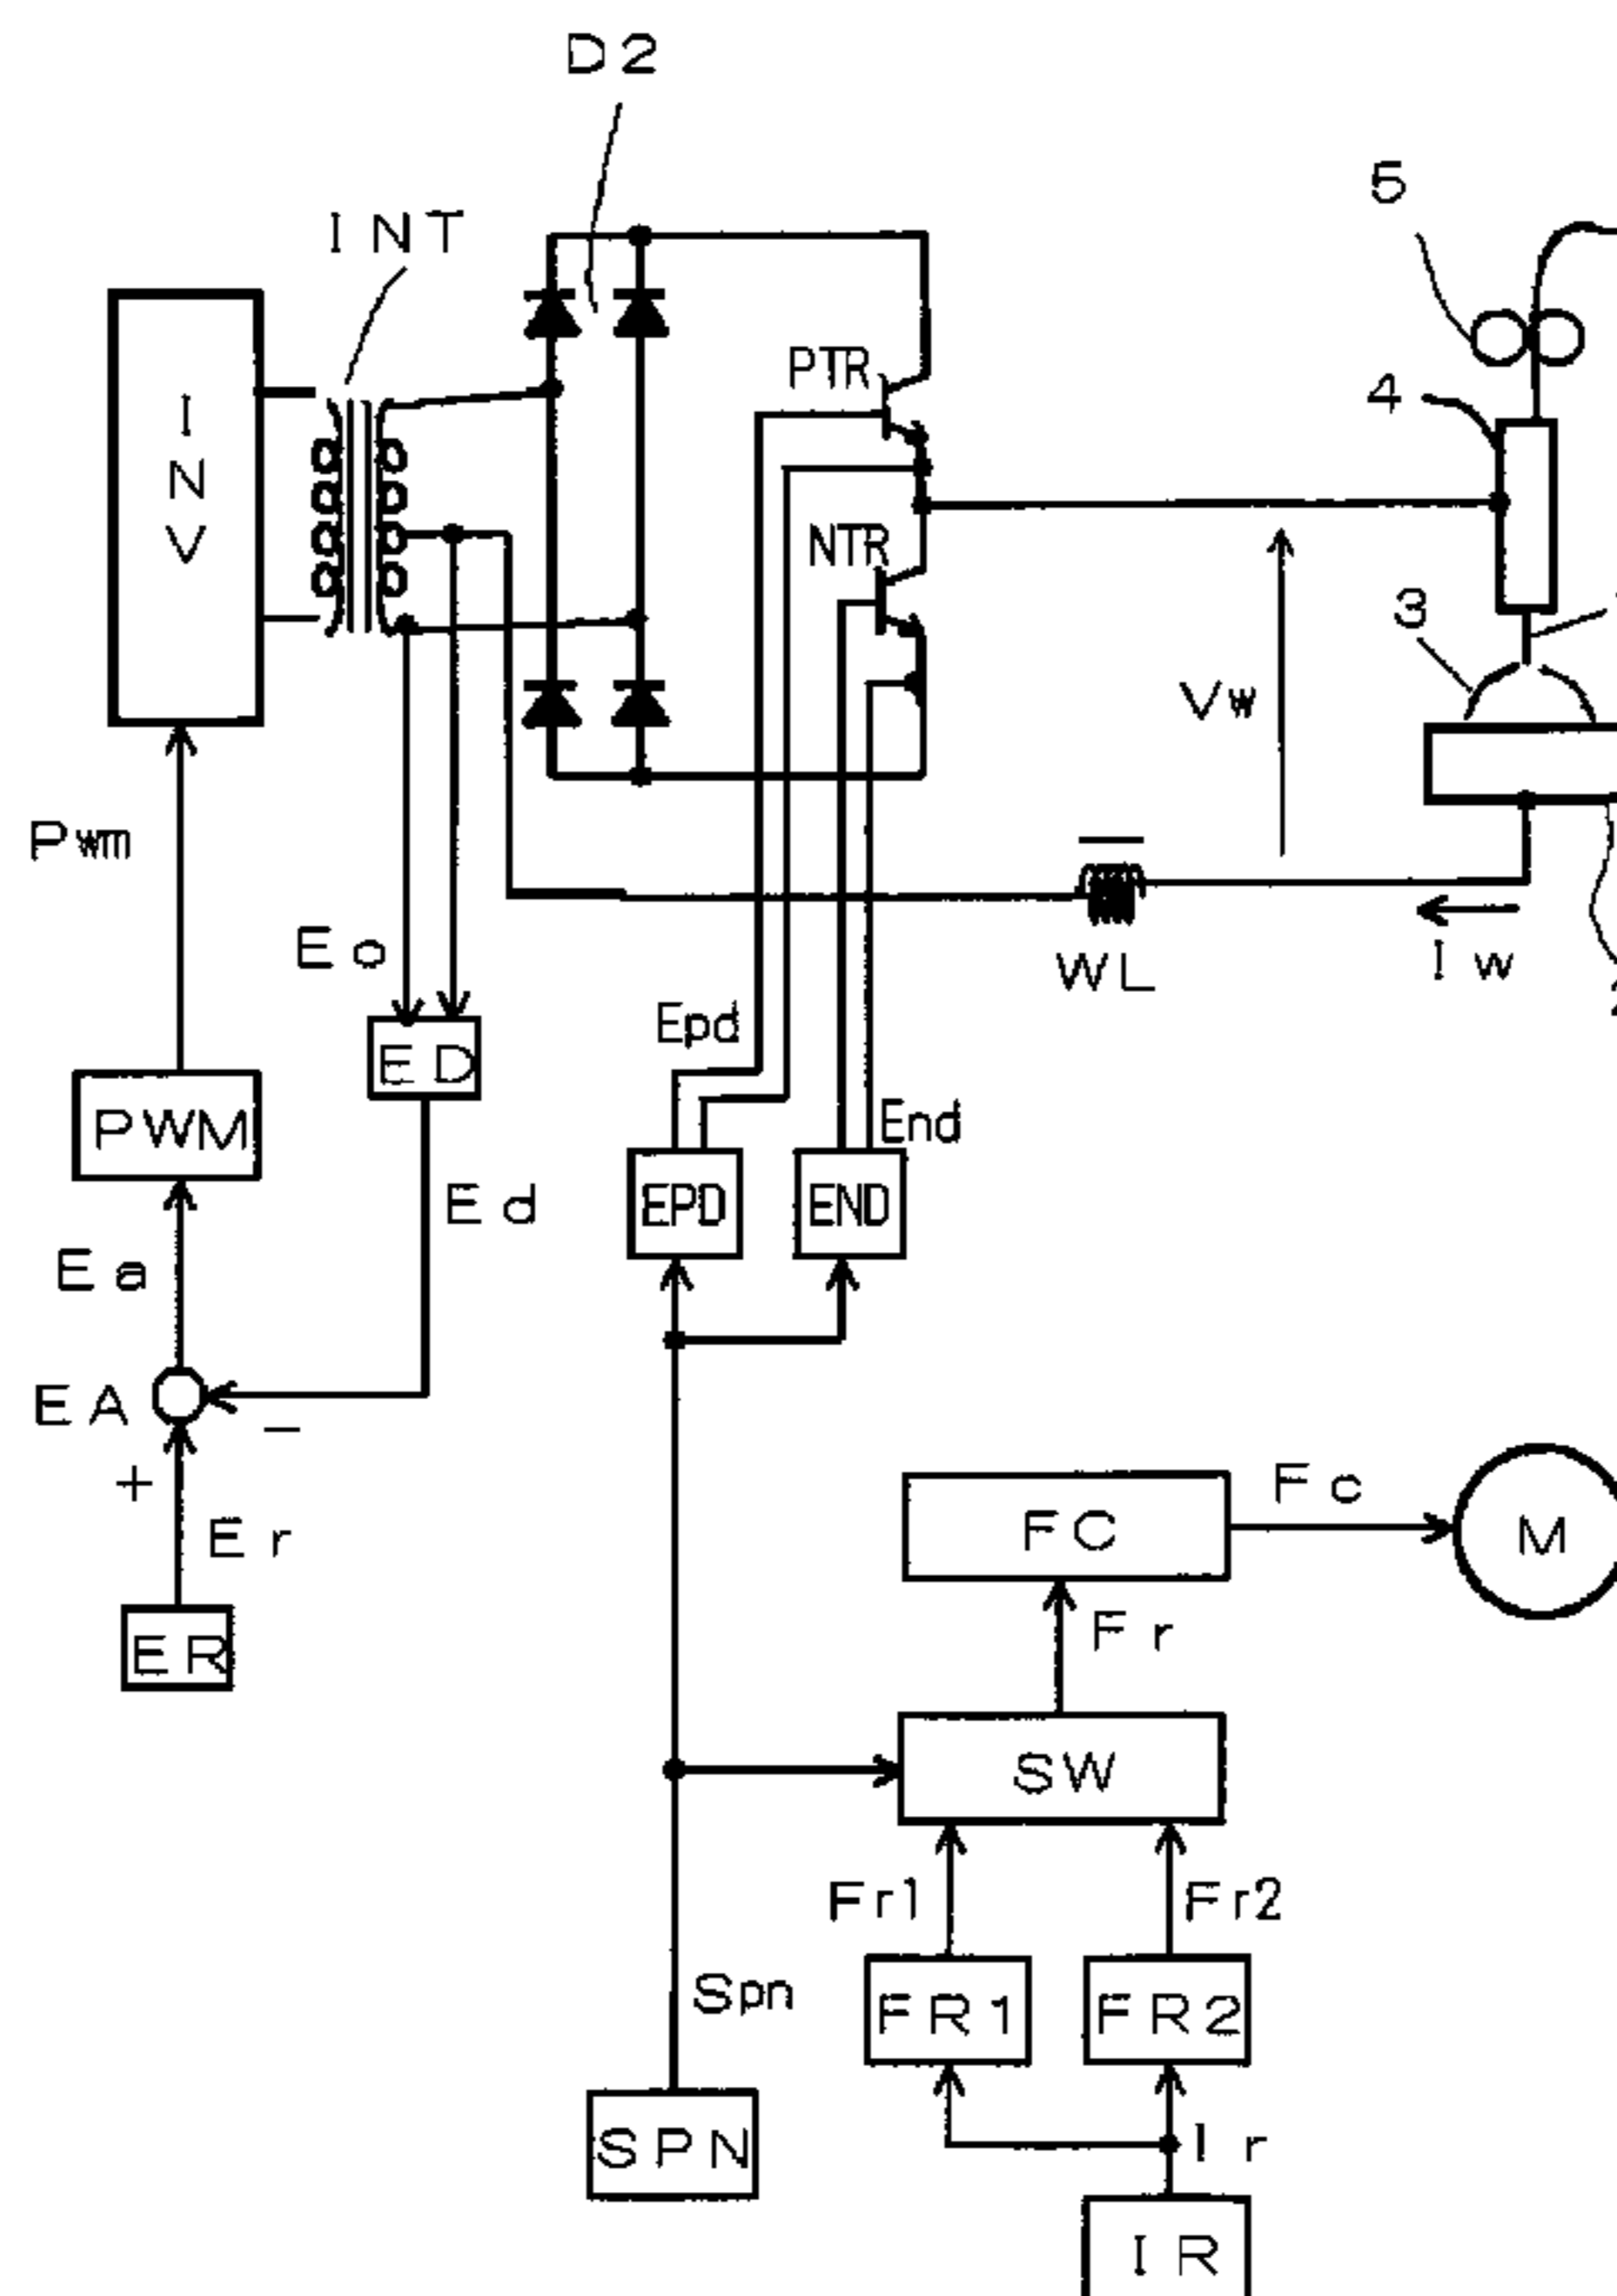 D2
5
INT
PTR
4
INV
NTR
3
Vw
Pwm
Eo
WL
Iw
Epd
ED
PWM
End
Ed
EPD
END
Ea
EA
-
+
Fc
FC
M
Er
Fr
ER
SW
Fr1
Fr2
Spn
FR1
FR2
SPN
Ir
IR